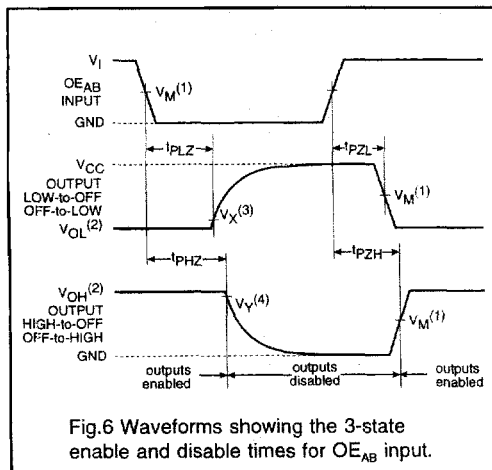 V_I
OE_AB
INPUT
V_M(1)
GND
t_PLZ
t_PZL
V_CC
OUTPUT
LOW-to-OFF
OFF-to-LOW
V_OL(2)
V_X(3)
V_M(1)
t_PHZ
t_PZH
V_OH(2)
OUTPUT
HIGH-to-OFF
OFF-to-HIGH
V_Y(4)
V_M(1)
GND
outputs
enabled
outputs
disabled
outputs
enabled
Fig.6 Waveforms showing the 3-state
enable and disable times for OE_AB input.